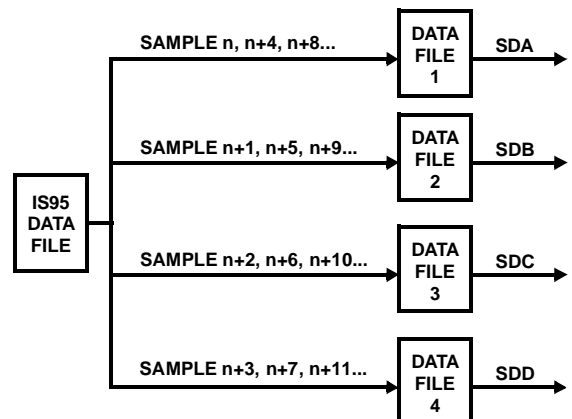 SAMPLE n, n+4, n+8...
DATA
FILE
1
SDA
SAMPLE n+1, n+5, n+9...
DATA
FILE
2
SDB
IS95
DATA
FILE
SAMPLE n+2, n+6, n+10...
DATA
FILE
3
SDC
SAMPLE n+3, n+7, n+11...
DATA
FILE
4
SDD